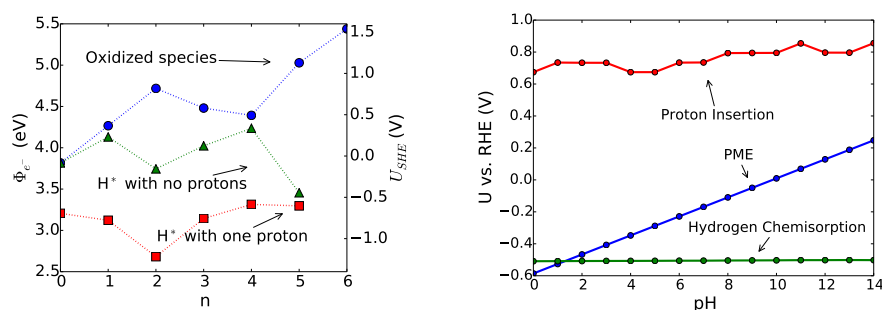 5.5
5.0
4.5
4.0
3.5
3.0
2.5
Φe⁻ (eV)
Oxidized species
H* with no protons
H* with one proton
0 1 2 3 4 5 6
n
1.5
1.0
0.5
0.0
−0.5
−1.0
U_SHE (V)
1.0
0.8
0.6
0.4
0.2
0.0
−0.2
−0.4
−0.6
U vs. RHE (V)
Proton Insertion
PME
Hydrogen Chemisorption
0 2 4 6 8 10 12 14
pH